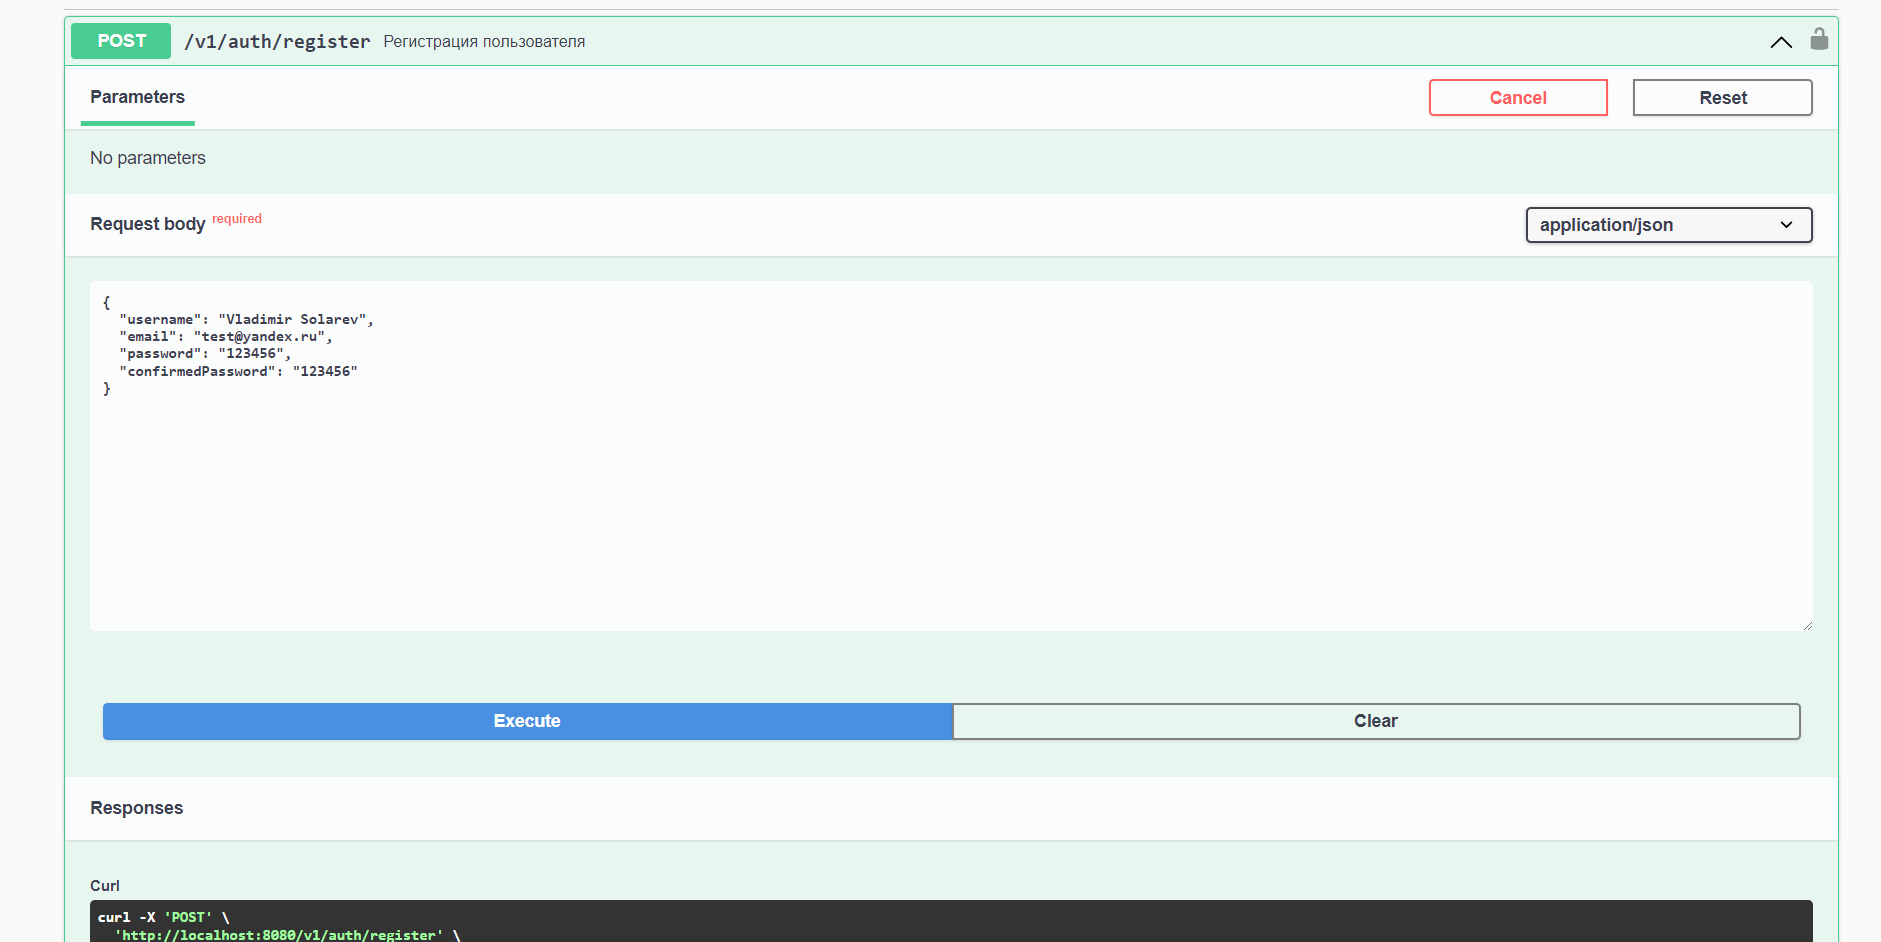 POST /v1/auth/register Регистрация пользователя
Parameters
Cancel
Reset
No parameters
Request body required
application/json
{
  "username": "Vladimir Solarev",
  "email": "test@yandex.ru",
  "password": "123456",
  "confirmedPassword": "123456"
}
Execute
Clear
Responses
Curl
curl -X 'POST' \
  'http://localhost:8080/v1/auth/register' \